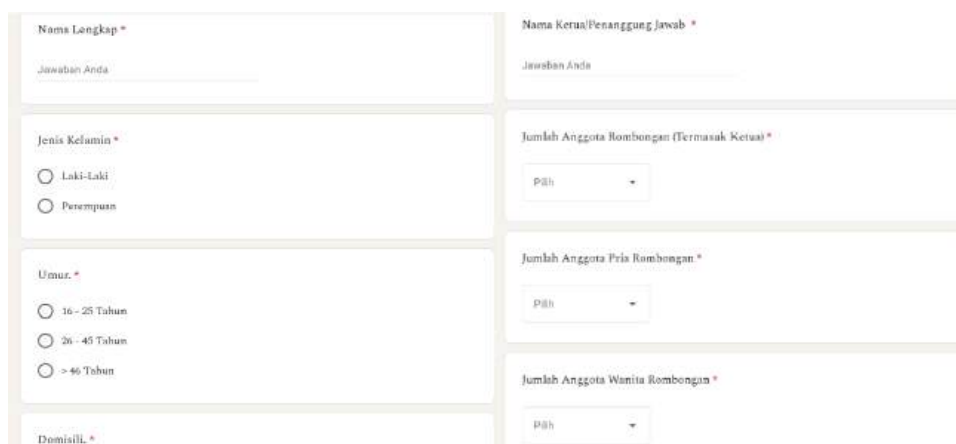 Nama Lengkap *
Jawaban Anda
Jenis Kelamin *
Laki-Laki
Perempuan
Umur. *
16 - 25 Tahun
26 - 45 Tahun
> 46 Tahun
Domisili. *
Nama Ketua/Penanggung Jawab *
Jawaban Anda
Jumlah Anggota Rombongan (Termasuk Ketua) *
Pilih
Jumlah Anggota Pria Rombongan *
Pilih
Jumlah Anggota Wanita Rombongan *
Pilih